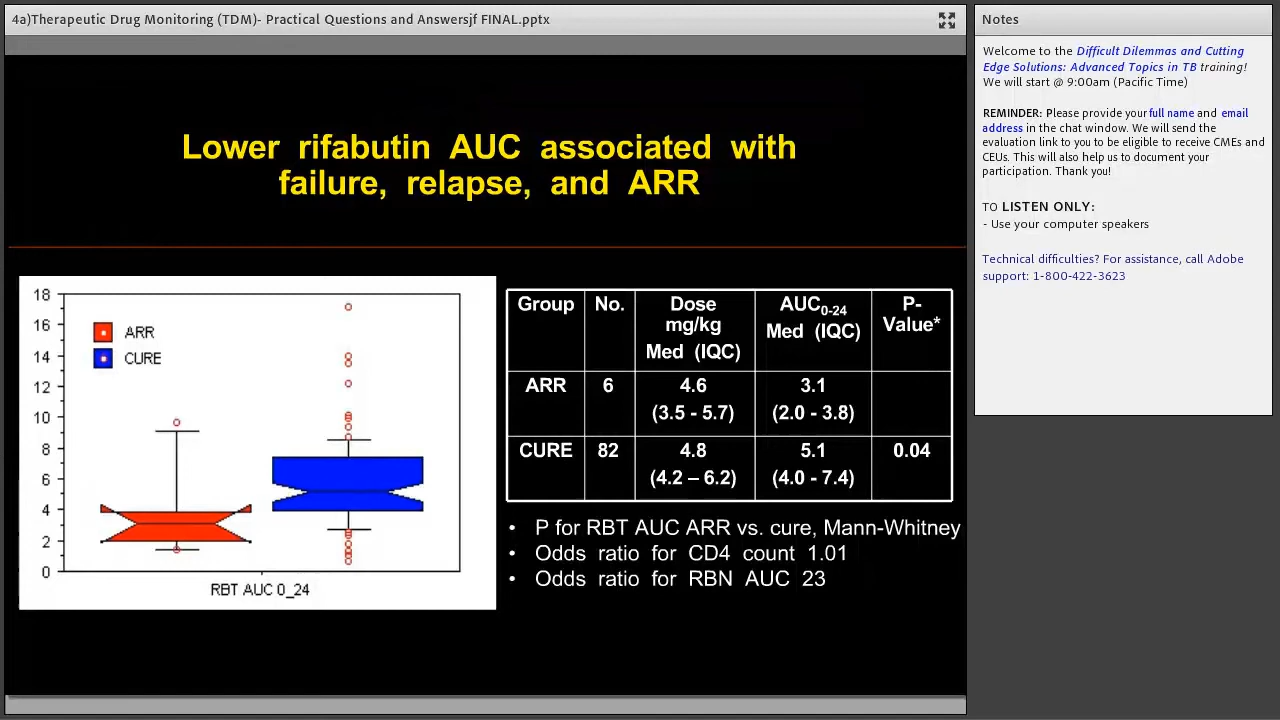 4a)Therapeutic Drug Monitoring (TDM)- Practical Questions and Answersjf FINAL.pptx
Lower rifabutin AUC associated with
failure, relapse, and ARR
18
16
14
12
10
8
6
4
2
0
ARR
CURE
RBT AUC 0_24
Group No. Dose mg/kg Med (IQC) AUC0-24 Med (IQC) P-Value*
ARR 6 4.6 (3.5 - 5.7) 3.1 (2.0 - 3.8)
CURE 82 4.8 (4.2 – 6.2) 5.1 (4.0 - 7.4) 0.04
• P for RBT AUC ARR vs. cure, Mann-Whitney
• Odds ratio for CD4 count 1.01
• Odds ratio for RBN AUC 23
Notes
Welcome to the Difficult Dilemmas and Cutting
Edge Solutions: Advanced Topics in TB training!
We will start @ 9:00am (Pacific Time)
REMINDER: Please provide your full name and email
address in the chat window. We will send the
evaluation link to you to be eligible to receive CMEs and
CEUs. This will also help us to document your
participation. Thank you!
TO LISTEN ONLY:
- Use your computer speakers
Technical difficulties? For assistance, call Adobe
support: 1-800-422-3623